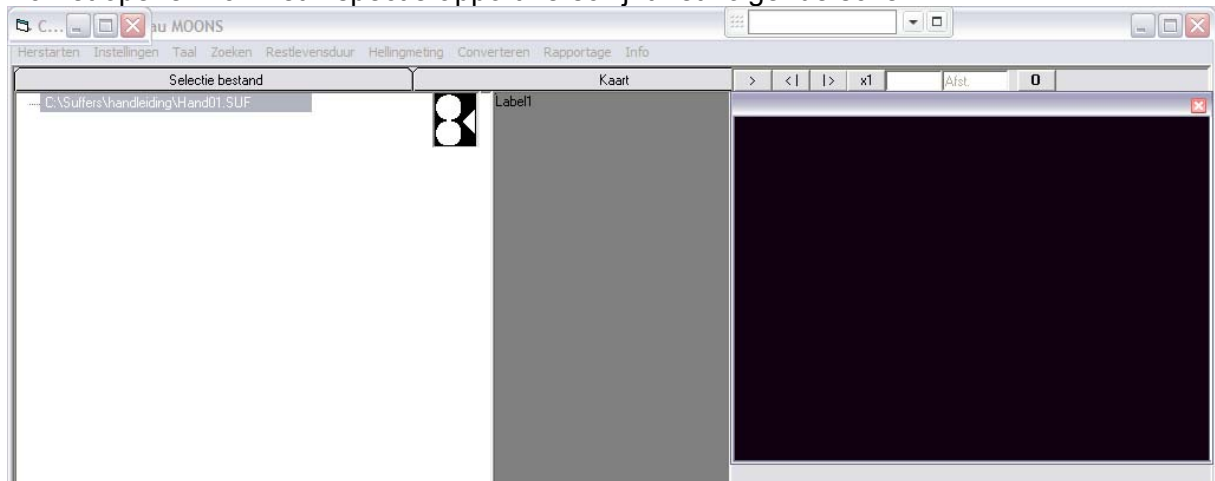 C... au MOONS
Herstarten Instellingen Taal Zoeken Restlevensduur Hellingmeting Converteren Rapportage Info
Selectie bestand Kaart > <| |> x1 Afst. 0
C:\Suffers\handleiding\Hand01.SUF Label1